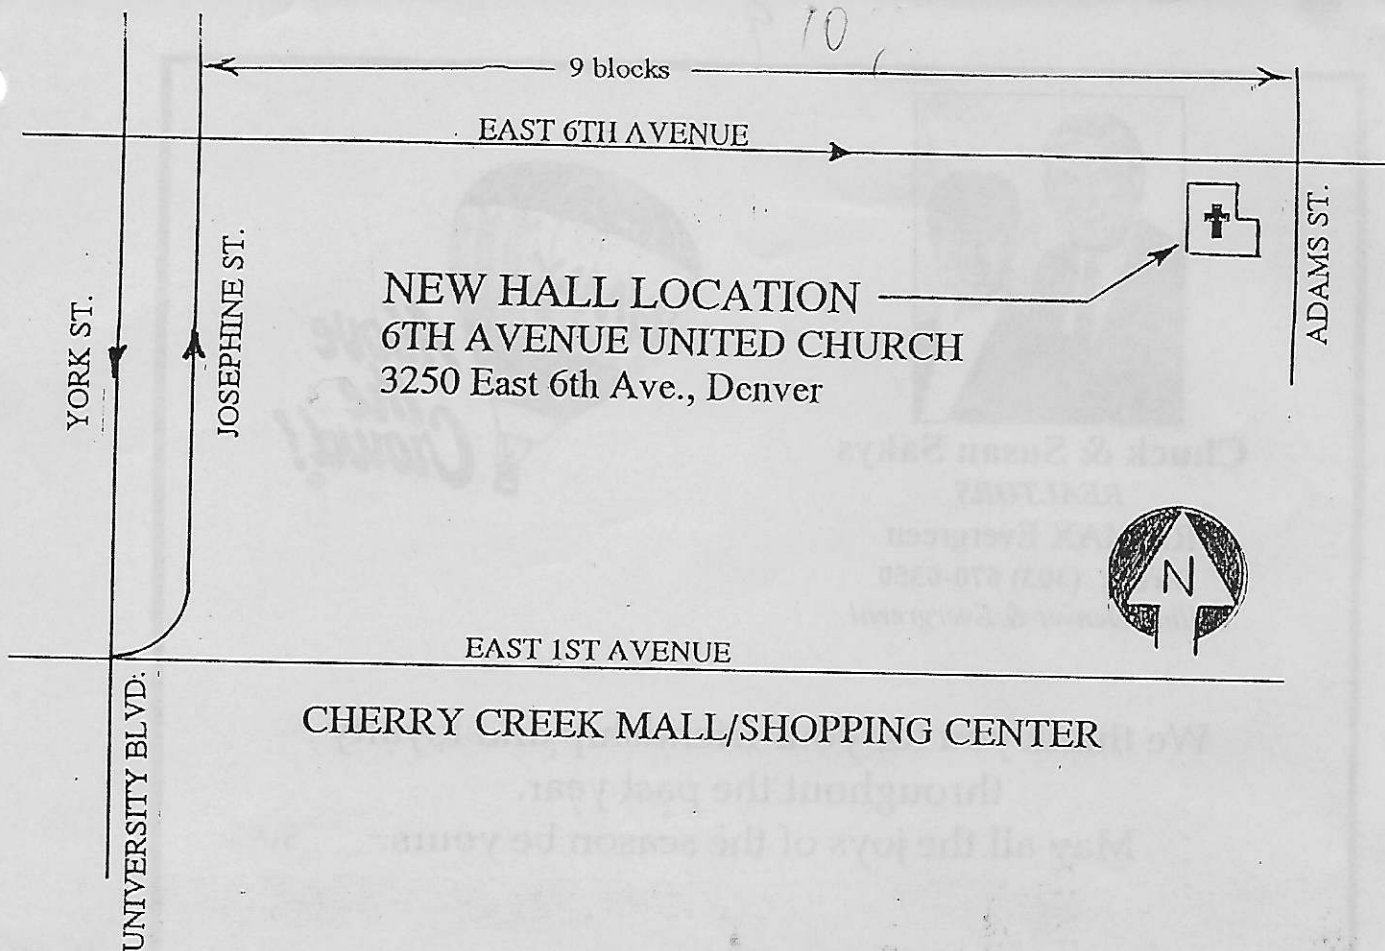 10
9 blocks
EAST 6TH AVENUE
YORK ST.
JOSEPHINE ST.
ADAMS ST.
NEW HALL LOCATION
6TH AVENUE UNITED CHURCH
3250 East 6th Ave., Denver
Chuck & Susan Sakys
REALTORS
N
EAST 1ST AVENUE
UNIVERSITY BLVD.
CHERRY CREEK MALL/SHOPPING CENTER
throughout the past year.
May all the joys of the season be yours.